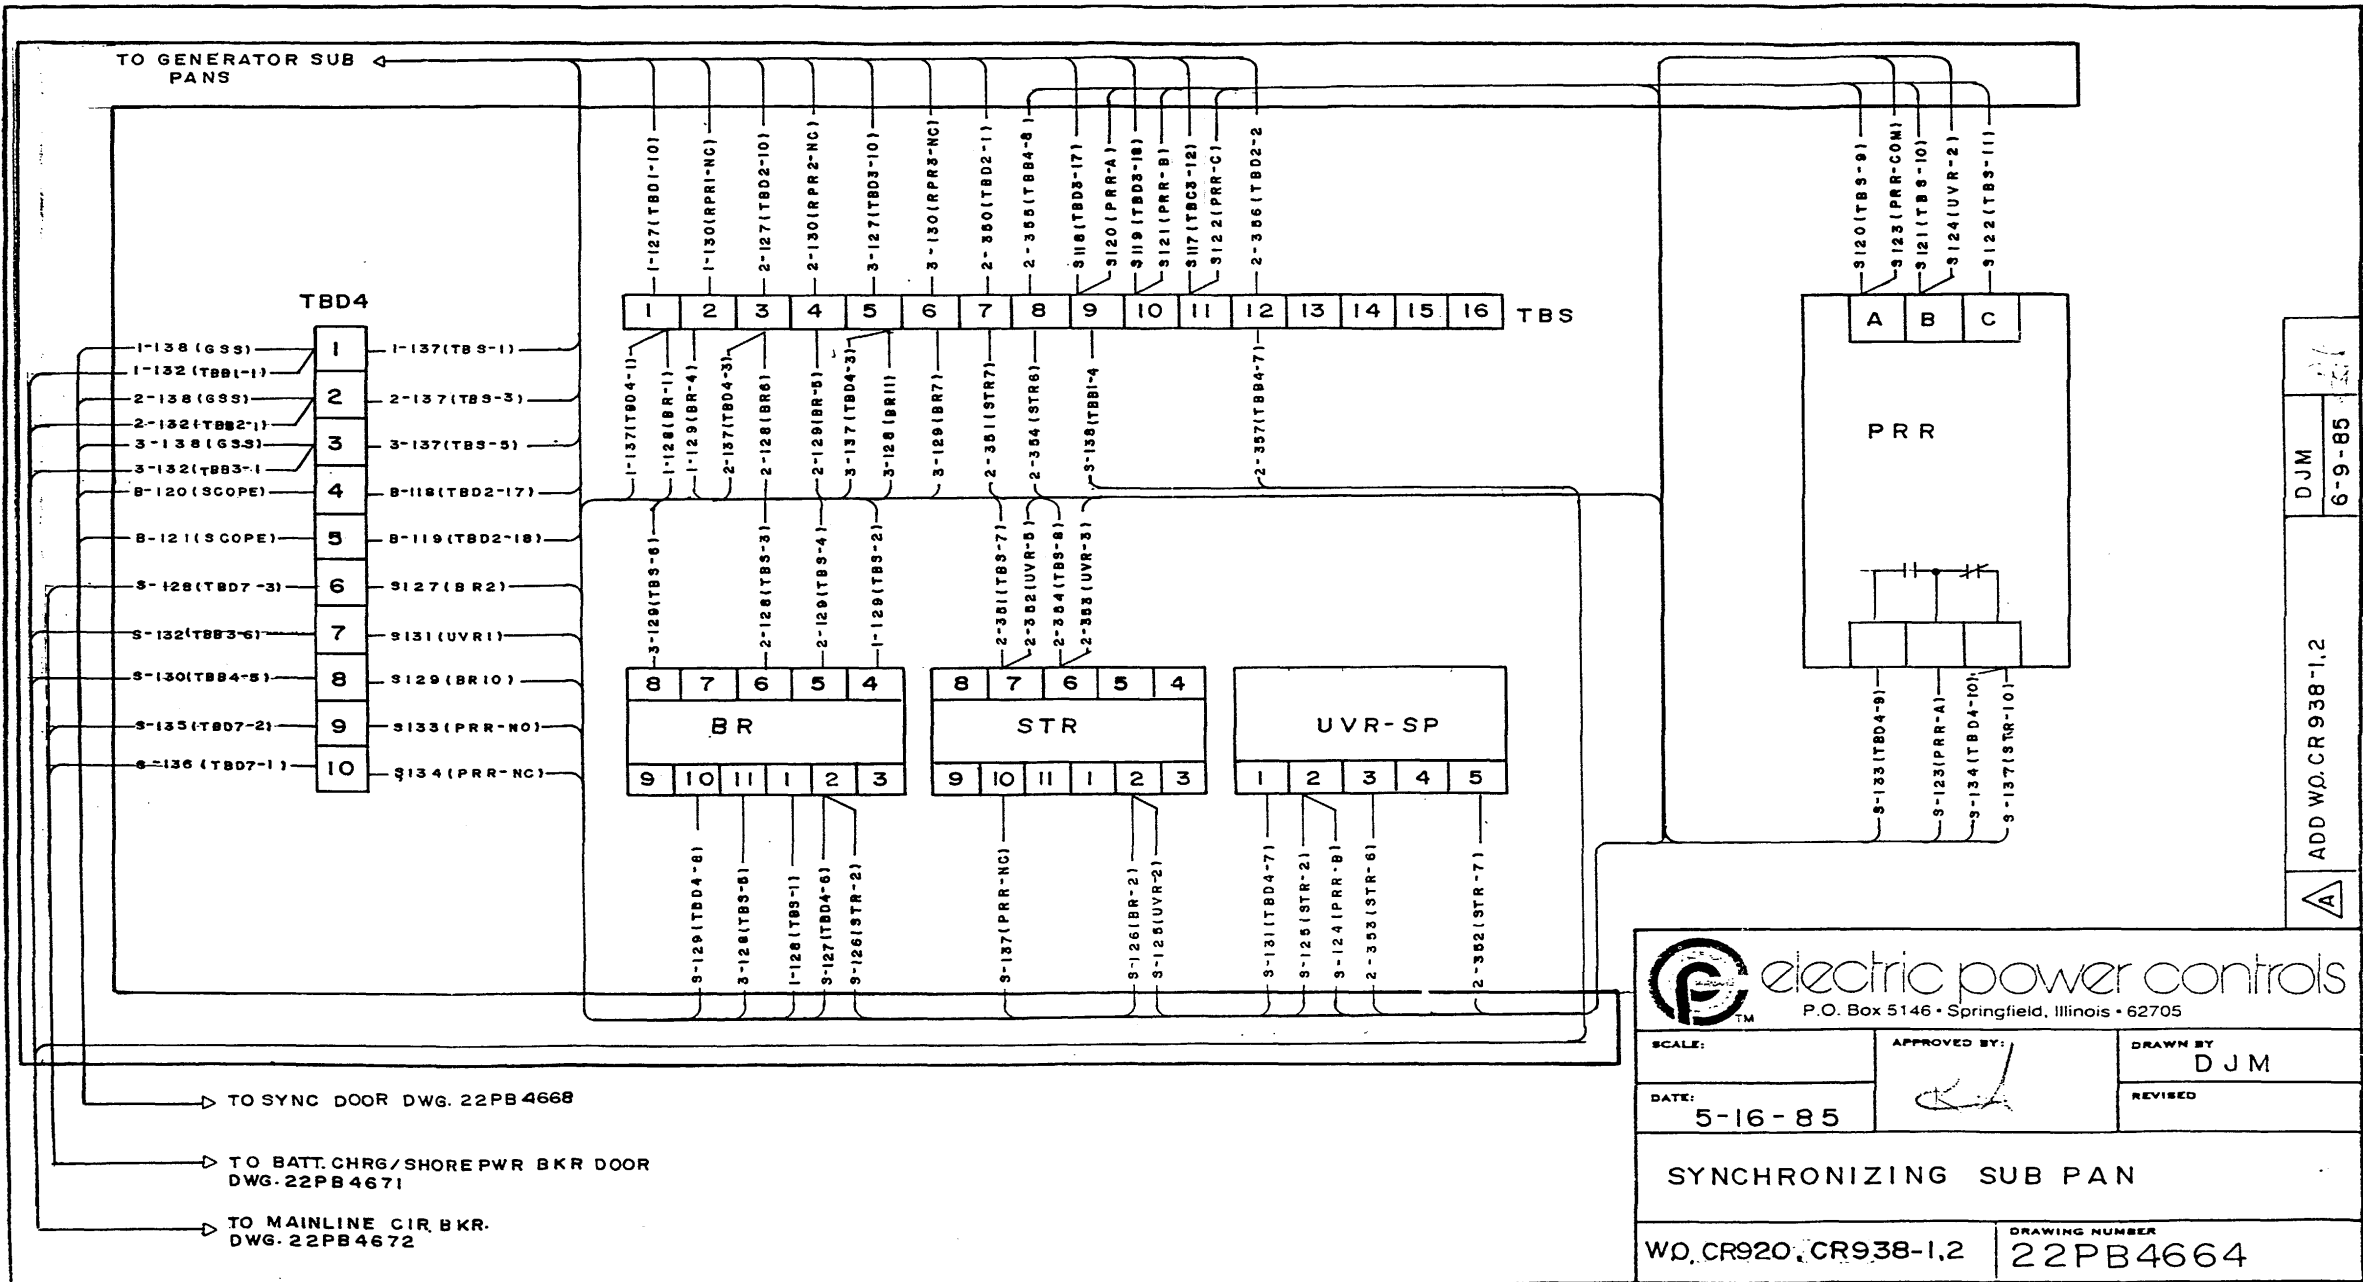 TO GENERATOR SUB
PANS
1-127(TBD1-10)
1-130(RPR1-NC)
2-127(TBD2-10)
2-130(RPR2-NC)
3-127(TBD3-10)
3-130(RPR3-NC)
2-350(TBD2-1)
2-355(TBB4-8)
S118(TBD3-17)
S120(PRR-A)
S119(TBD3-18)
S121(PRR-B)
S117(TBC3-12)
S122(PRR-C)
2-356(TBD2-2
S120(TBS-9)
S123(PRR-COM)
S121(TBS-10)
S124(UVR-2)
S122(TBS-11)
TBD4
1 2 3 4 5 6 7 8 9 10 11 12 13 14 15 16 TBS
A B C
PRR
1-138(GSS) 1 1-137(TBS-1)
1-132(TBB1-1)
2-138(GSS) 2 2-137(TBS-3)
2-132(TBB2-1)
3-138(GSS) 3 3-137(TBS-5)
3-132(TBB3-1
B-120(SCOPE) 4 B-118(TBD2-17)
B-121(SCOPE) 5 B-119(TBD2-18)
S-128(TBD7-3) 6 S127(BR2)
S-132(TBB3-6) 7 S131(UVR1)
S-130(TBB4-5) 8 S129(BR10)
S-135(TBD7-2) 9 S133(PRR-NO)
S-136(TBD7-1) 10 S134(PRR-NC)
1-137(TBD4-1)
1-128(BR-1)
1-129(BR-4)
2-137(TBD4-3)
2-128(BR6)
2-129(BR-5)
3-137(TBD4-3)
3-128(BR11)
3-129(BR7)
2-351(STR7)
2-354(STR6)
S-138(TBB1-4
2-357(TBB4-7)
3-129(TBS-6)
2-128(TBS-3)
2-129(TBS-4)
1-129(TBS-2)
2-351(TBS-7)
2-352(UVR-5)
2-354(TBS-8)
2-353(UVR-3)
8 7 6 5 4
BR
9 10 11 1 2 3
8 7 6 5 4
STR
9 10 11 1 2 3
UVR-SP
1 2 3 4 5
S-129(TBD4-8)
3-128(TBS-5)
1-128(TBS-1)
S-127(TBD4-6)
S-126(STR-2)
S-137(PRR-NC)
S-126(BR-2)
S-125(UVR-2)
S-131(TBD4-7)
S-125(STR-2)
S-124(PRR-B)
2-353(STR-6)
2-352(STR-7)
S-133(TBD4-9)
S-123(PRR-A)
S-134(TBD4-10)
S-137(STR-10)
DJM
6-9-85
ADD W.O. CR938-1,2
A
TO SYNC DOOR DWG. 22PB4668
TO BATT. CHRG/SHORE PWR BKR DOOR
DWG. 22PB4671
TO MAINLINE CIR. BKR.
DWG. 22PB4672
electric power controls
TM
P.O. Box 5146 • Springfield, Illinois • 62705
SCALE:
APPROVED BY:
DRAWN BY
DJM
DATE:
5-16-85
REVISED
SYNCHRONIZING SUB PAN
W.O. CR920, CR938-1,2
DRAWING NUMBER
22PB4664